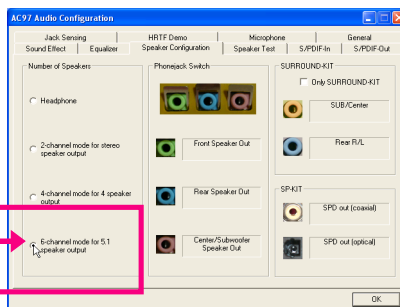 AC97 Audio Configuration
Jack Sensing
HRTF Demo
Microphone
General
Sound Effect
Equalizer
Speaker Configuration
Speaker Test
S/PDIF-In
S/PDIF-Out
Number of Speakers
Headphone
2-channel mode for stereo
speaker output
4-channel mode for 4 speaker
output
6-channel mode for 5.1
speaker output
Phonejack Switch
Front Speaker Out
Rear Speaker Out
Center/Subwoofer
Speaker Out
SURROUND-KIT
Only SURROUND-KIT
SUB/Center
Rear R/L
SP-KIT
SPD out (coaxial)
SPD out (optical)
OK